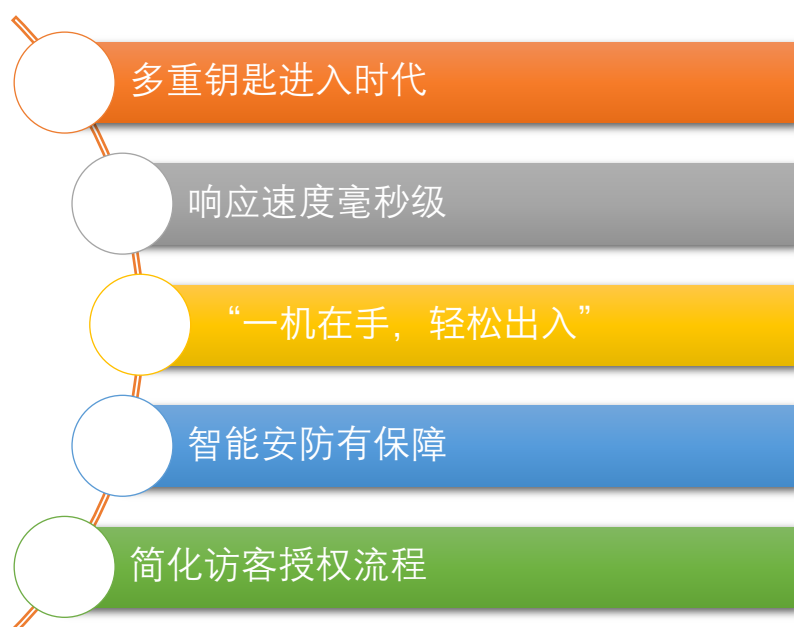 多重钥匙进入时代
响应速度毫秒级
“一机在手，轻松出入”
智能安防有保障
简化访客授权流程